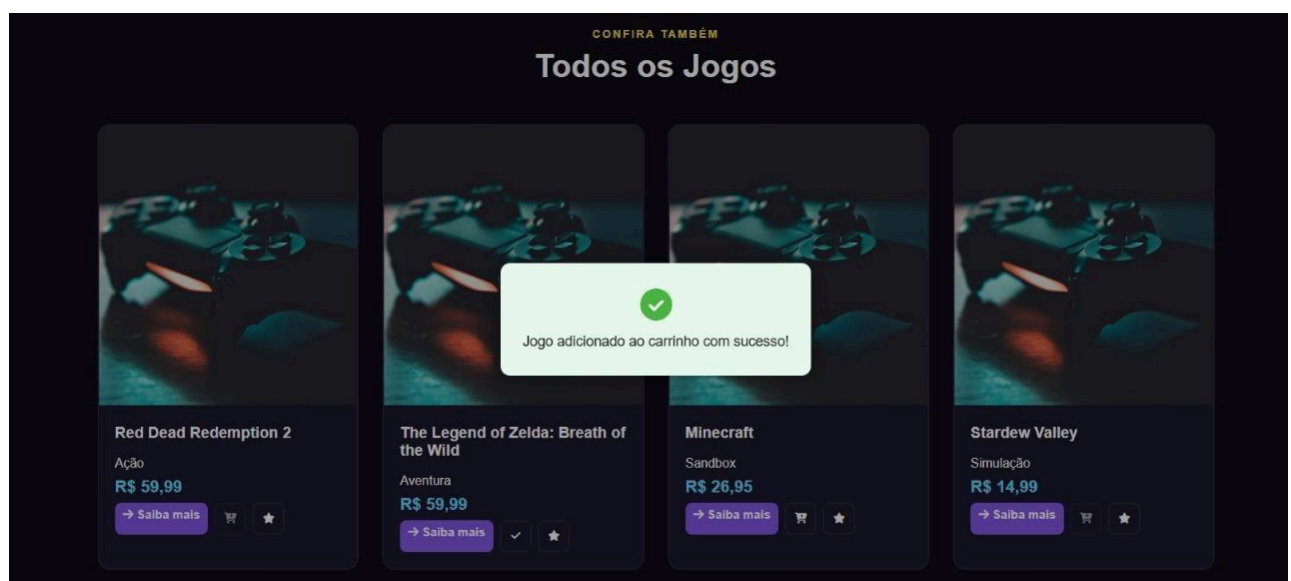 CONFIRA TAMBÉM
Todos os Jogos
Jogo adicionado ao carrinho com sucesso!
Red Dead Redemption 2
Ação
R$ 59,99
→ Saiba mais
The Legend of Zelda: Breath of
the Wild
Aventura
R$ 59,99
→ Saiba mais
Minecraft
Sandbox
R$ 26,95
→ Saiba mais
Stardew Valley
Simulação
R$ 14,99
→ Saiba mais